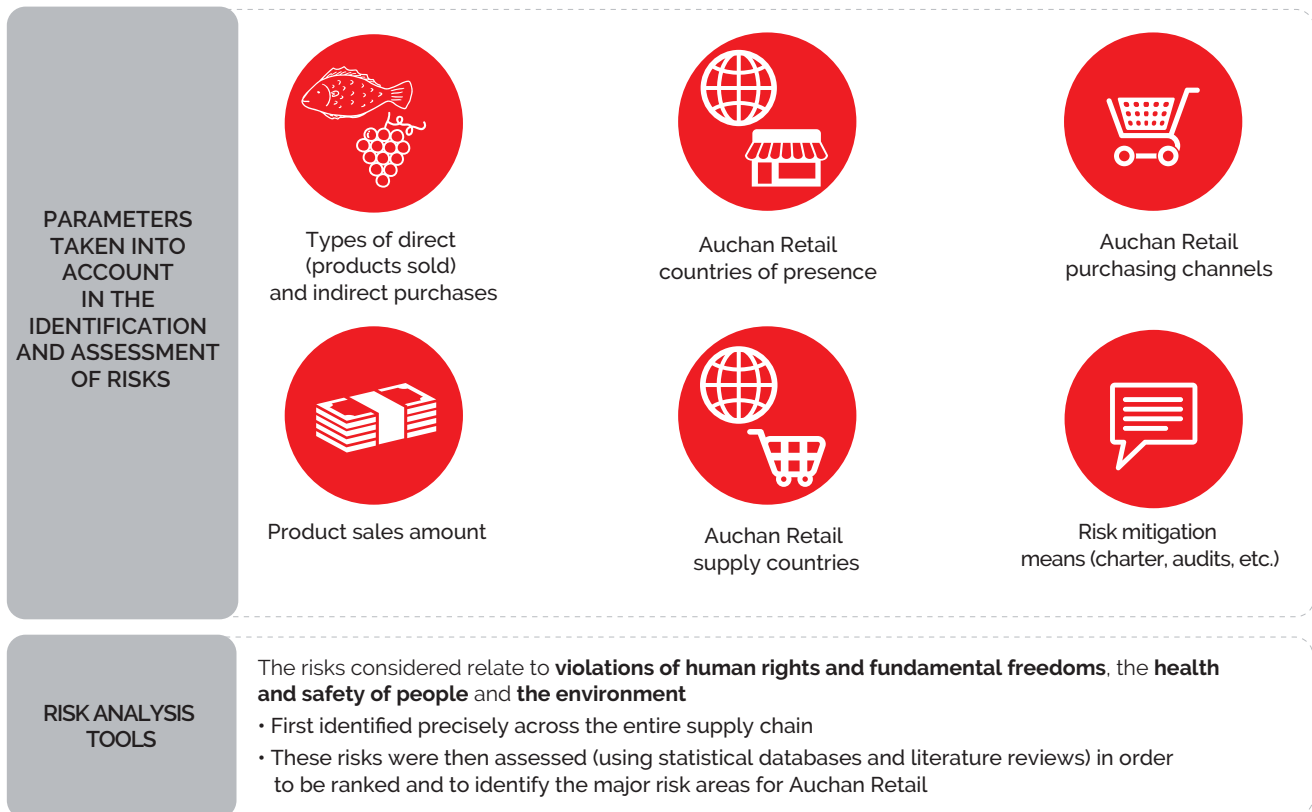 PARAMETERS
TAKEN INTO
ACCOUNT
IN THE
IDENTIFICATION
AND ASSESSMENT
OF RISKS
Types of direct
(products sold)
and indirect purchases
Auchan Retail
countries of presence
Auchan Retail
purchasing channels
Product sales amount
Auchan Retail
supply countries
Risk mitigation
means (charter, audits, etc.)
RISK ANALYSIS
TOOLS
The risks considered relate to violations of human rights and fundamental freedoms, the health
and safety of people and the environment
• First identified precisely across the entire supply chain
• These risks were then assessed (using statistical databases and literature reviews) in order
to be ranked and to identify the major risk areas for Auchan Retail